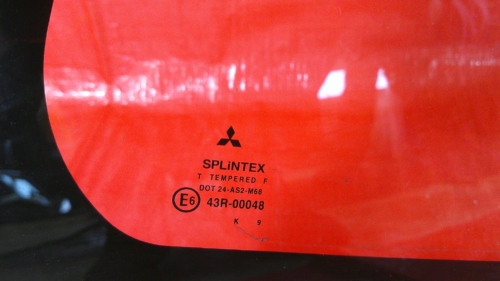 SPLiNTEX
T TEMPERED F
DOT 24-AS2-M66
E6 43R-00048
K 9